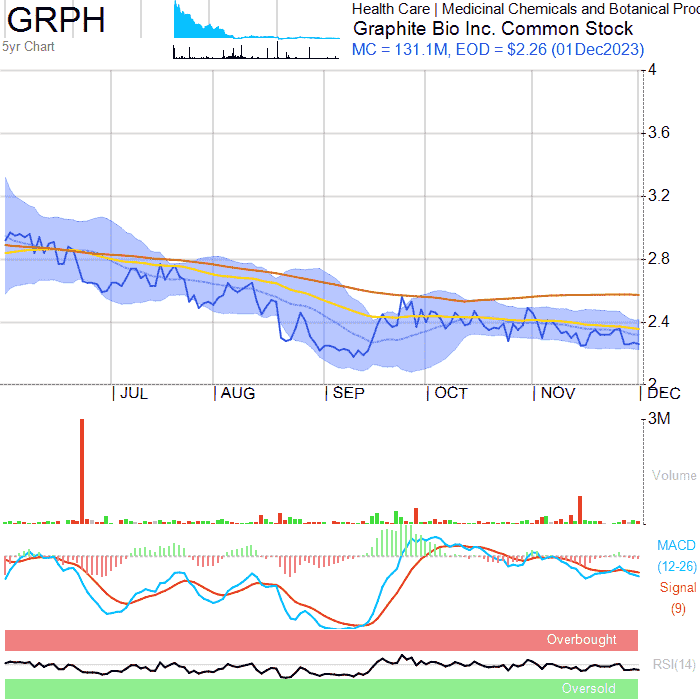 GRPH
5yr Chart
Health Care | Medicinal Chemicals and Botanical Proc
Graphite Bio Inc. Common Stock
MC = 131.1M, EOD = $2.26 (01Dec2023)
4
3.6
3.2
2.8
2.4
2
JUL AUG SEP OCT NOV DEC
3M
Volume
MACD
(12-26)
Signal
(9)
Overbought
RSI(14)
Oversold